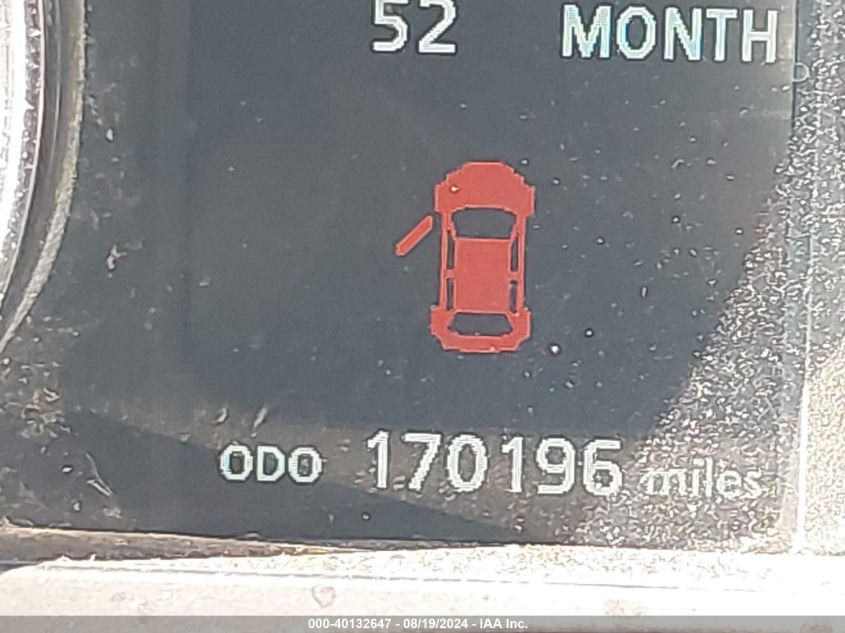 52 MONTH
ODO 170196 miles
000-40132647 - 08/19/2024 - IAA Inc.